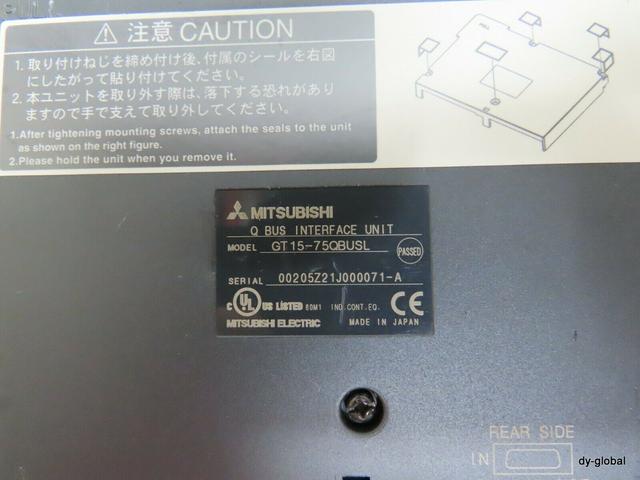 ⚠ 注意 CAUTION
1. 取り付けねじを締め付け後、付属のシールを右図
にしたがって貼り付けてください。
2. 本ユニットを取り外す際は、落下する恐れがあり
ますので手で支えて取り外してください。
1.After tightening mounting screws, attach the seals to the unit
as shown on the right figure.
2.Please hold the unit when you remove it.
MITSUBISHI
Q BUS INTERFACE UNIT
MODEL GT15-75QBUSL
PASSED
SERIAL 00205Z21J000071-A
C UL US LISTED 80M1 IND.CONT.EQ. CE
MITSUBISHI ELECTRIC MADE IN JAPAN
REAR SIDE
IN
dy-global